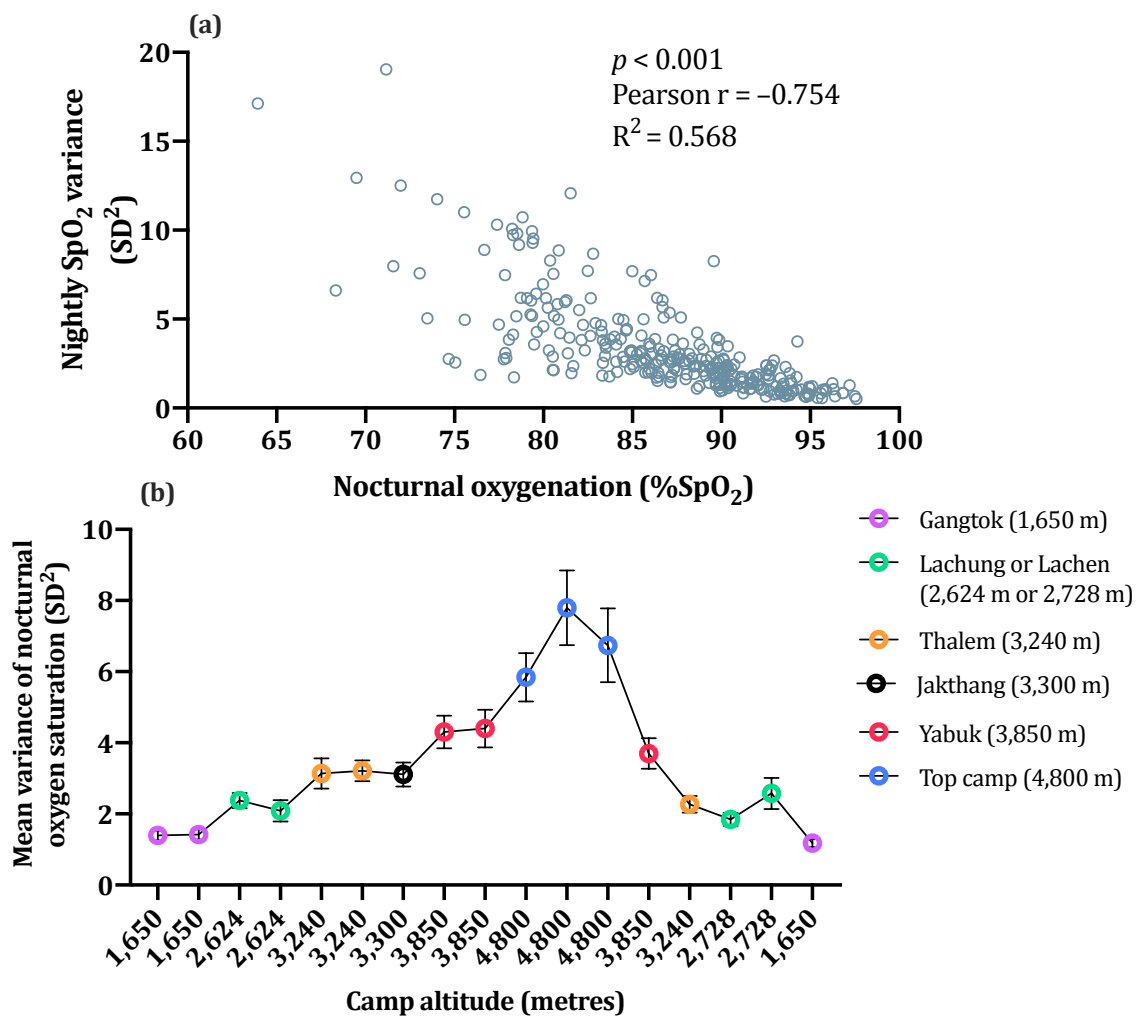 (a)
20
15
10
5
0
Nightly SpO₂ variance
(SD²)
p < 0.001
Pearson r = –0.754
R² = 0.568
60 65 70 75 80 85 90 95 100
Nocturnal oxygenation (%SpO₂)
(b)
10
8
6
4
2
0
Mean variance of nocturnal
oxygen saturation (SD²)
Gangtok (1,650 m)
Lachung or Lachen
(2,624 m or 2,728 m)
Thalem (3,240 m)
Jakthang (3,300 m)
Yabuk (3,850 m)
Top camp (4,800 m)
1,650 1,650 2,624 2,624 3,240 3,240 3,300 3,850 3,850 4,800 4,800 4,800 3,850 3,240 2,728 2,728 1,650
Camp altitude (metres)